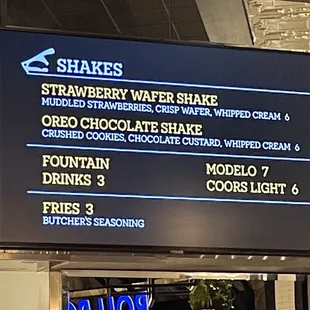 SHAKES
STRAWBERRY WAFER SHAKE
MUDDLED STRAWBERRIES, CRISP WAFER, WHIPPED CREAM 6
OREO CHOCOLATE SHAKE
CRUSHED COOKIES, CHOCOLATE CUSTARD, WHIPPED CREAM 6
FOUNTAIN
DRINKS 3
MODELO 7
COORS LIGHT 6
FRIES 3
BUTCHER'S SEASONING